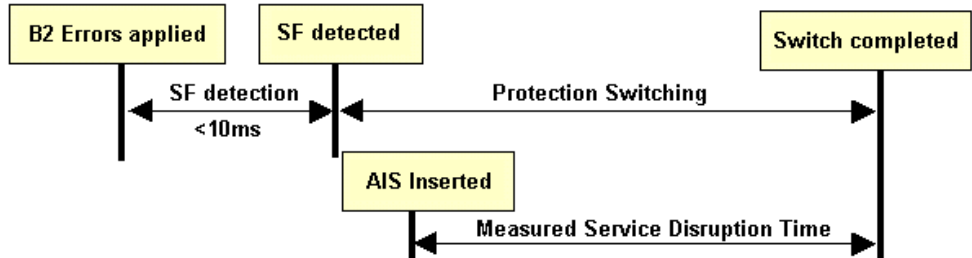 B2 Errors applied
SF detected
Switch completed
SF detection
<10ms
Protection Switching
AIS Inserted
Measured Service Disruption Time